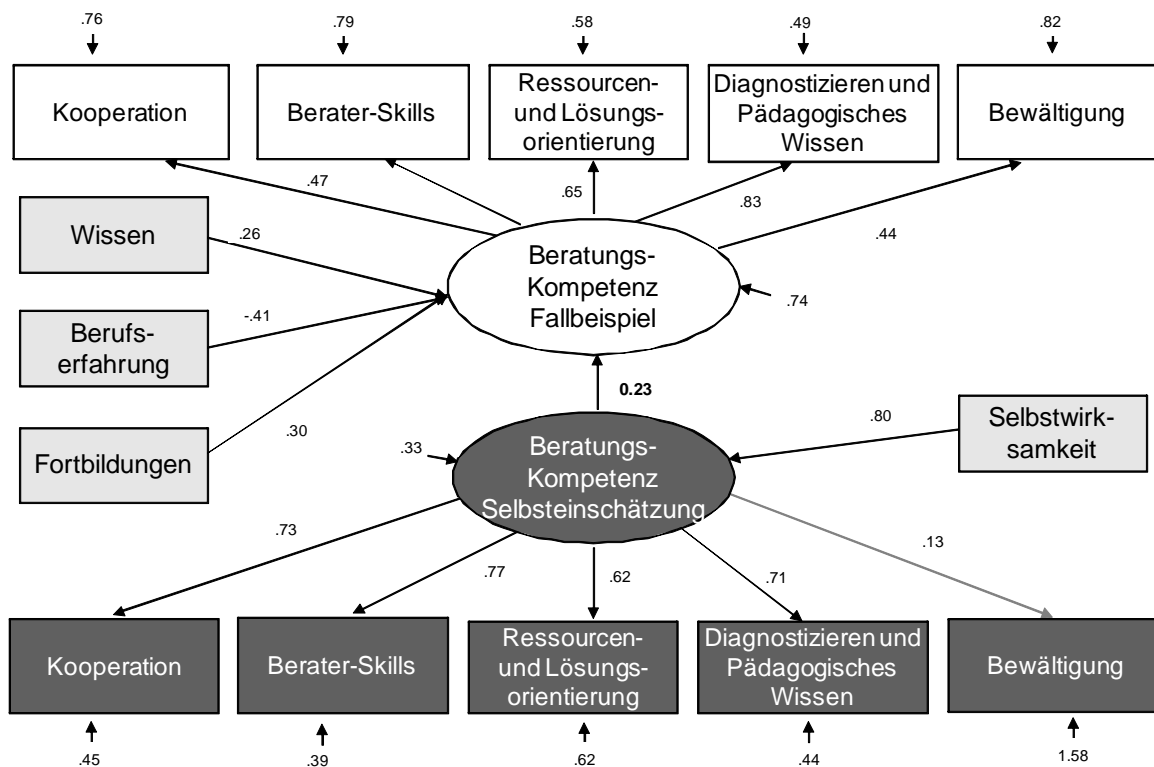 .76
.79
.58
.49
.82
Kooperation
Berater-Skills
Ressourcen-
und Lösungs-
orientierung
Diagnostizieren und
Pädagogisches
Wissen
Bewältigung
.47
.65
.83
.44
Wissen
.26
Beratungs-
Kompetenz
Fallbeispiel
.74
Berufs-
erfahrung
-.41
0.23
Fortbildungen
.30
.33
Beratungs-
Kompetenz
Selbsteinschätzung
.80
Selbstwirk-
samkeit
.73
.77
.62
.71
.13
Kooperation
Berater-Skills
Ressourcen-
und Lösungs-
orientierung
Diagnostizieren und
Pädagogisches
Wissen
Bewältigung
.45
.39
.62
.44
1.58